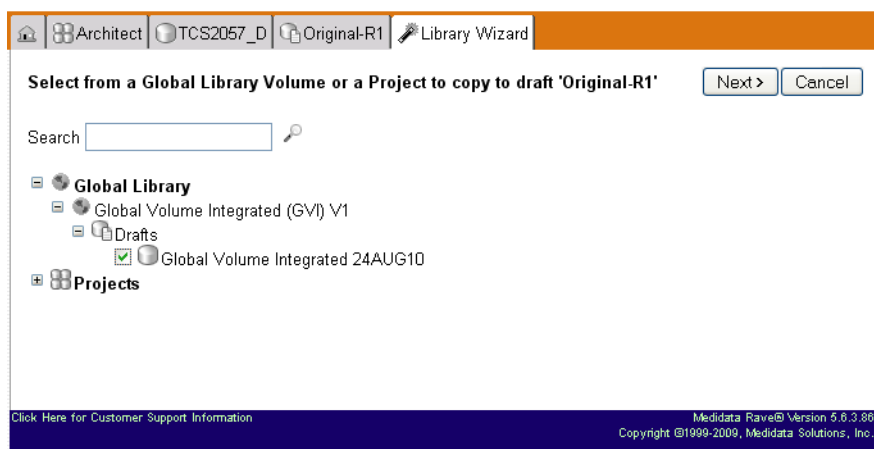 Architect TCS2057_D Original-R1 Library Wizard
Select from a Global Library Volume or a Project to copy to draft 'Original-R1' Next> Cancel
Search
Global Library
Global Volume Integrated (GVI) V1
Drafts
Global Volume Integrated 24AUG10
Projects
Click Here for Customer Support Information Medidata Rave® Version 5.6.3.86
Copyright ©1999-2009, Medidata Solutions, Inc.